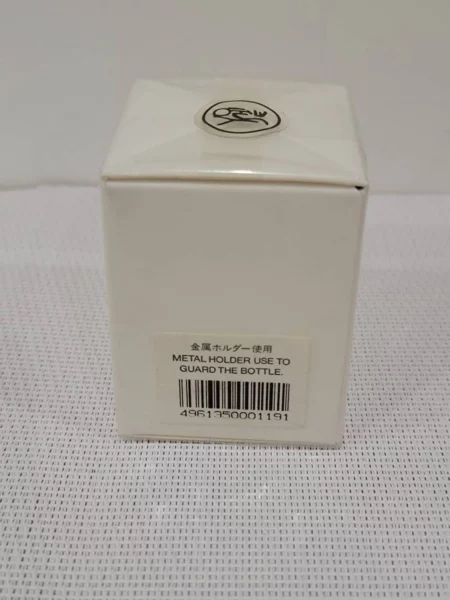 金属ホルダー使用
METAL HOLDER USE TO
GUARD THE BOTTLE.
4961350001191